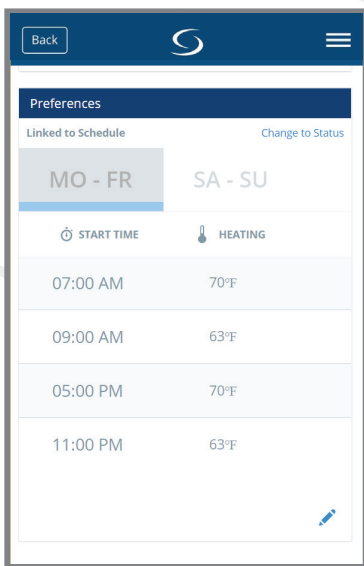 Back
Preferences
Linked to Schedule Change to Status
MO - FR SA - SU
START TIME HEATING
07:00 AM 70°F
09:00 AM 63°F
05:00 PM 70°F
11:00 PM 63°F